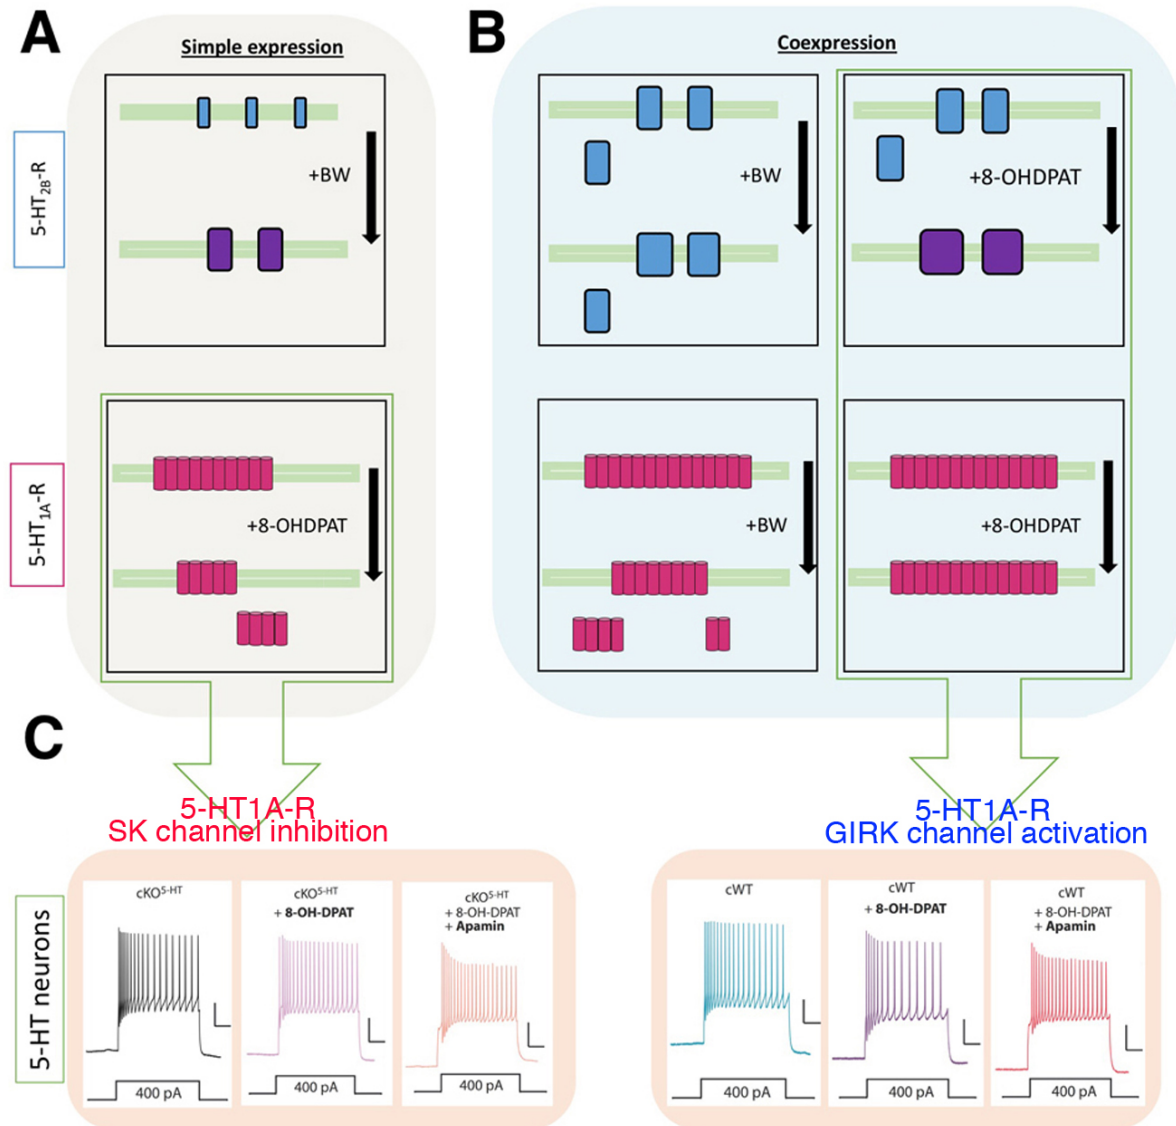 A
Simple expression
B
Coexpression
5-HT2B-R
+BW
+BW
+8-OHDPAT
5-HT1A-R
+8-OHDPAT
+BW
+8-OHDPAT
C
5-HT1A-R
SK channel inhibition
5-HT1A-R
GIRK channel activation
5-HT neurons
cKO5-HT
400 pA
cKO5-HT
+ 8-OH-DPAT
400 pA
cKO5-HT
+ 8-OH-DPAT
+ Apamin
400 pA
cWT
400 pA
cWT
+ 8-OH-DPAT
400 pA
cWT
+ 8-OH-DPAT
+ Apamin
400 pA